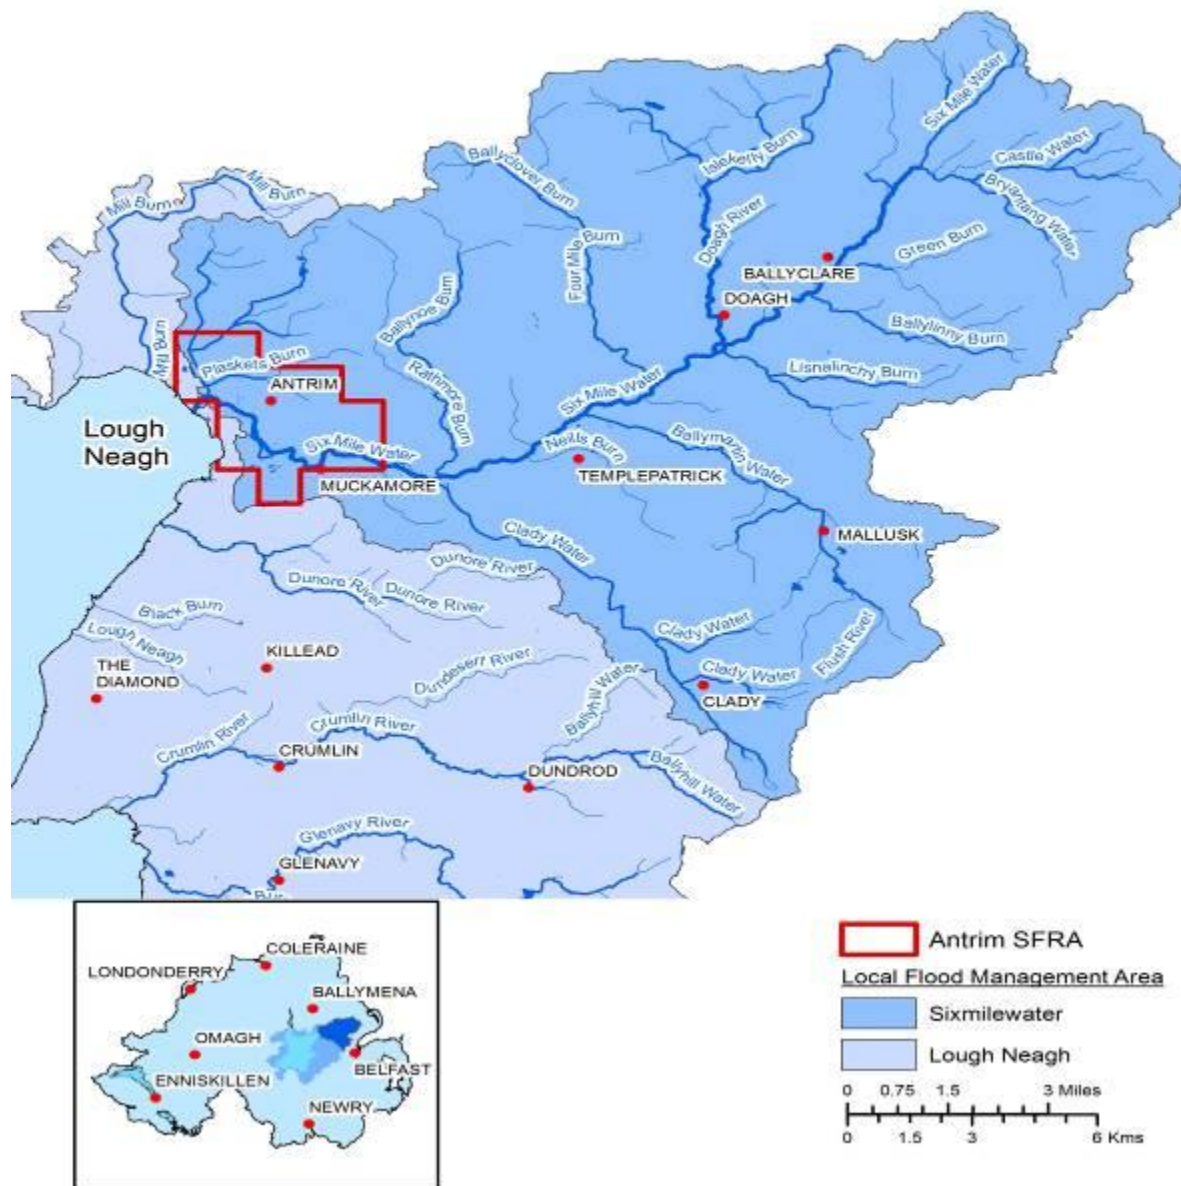 Six Mile Water
Ballyclover Burn
Islekelly Burn
Castle Water
Mill Burn
Mill Burn
Bryantang Water
Doagh River
Four Mile Burn
Green Burn
BALLYCLARE
Ballynoe Burn
DOAGH
Ballylinny Burn
Mill Burn
Plaskets Burn
Lisnalinchy Burn
ANTRIM
Rathmore Burn
Six Mile Water
Lough
Neagh
Six Mile Water
Neills Burn
Ballymartin Water
TEMPLEPATRICK
MUCKAMORE
MALLUSK
Clady Water
Dunore River
Dunore River
Dunore River
Black Burn
Lough Neagh
Clady Water
Flush River
KILLEAD
THE
DIAMOND
Dundesert River
Clady Water
CLADY
Ballyhill Water
Crumlin River
Crumlin River
CRUMLIN
DUNDROD
Ballyhill Water
Glenavy River
GLENAVY
COLERAINE
LONDONDERRY
BALLYMENA
OMAGH
BELFAST
ENNISKILLEN
NEWRY
Antrim SFRA
Local Flood Management Area
Sixmilewater
Lough Neagh
0 0.75 1.5 3 Miles
0 1.5 3 6 Kms